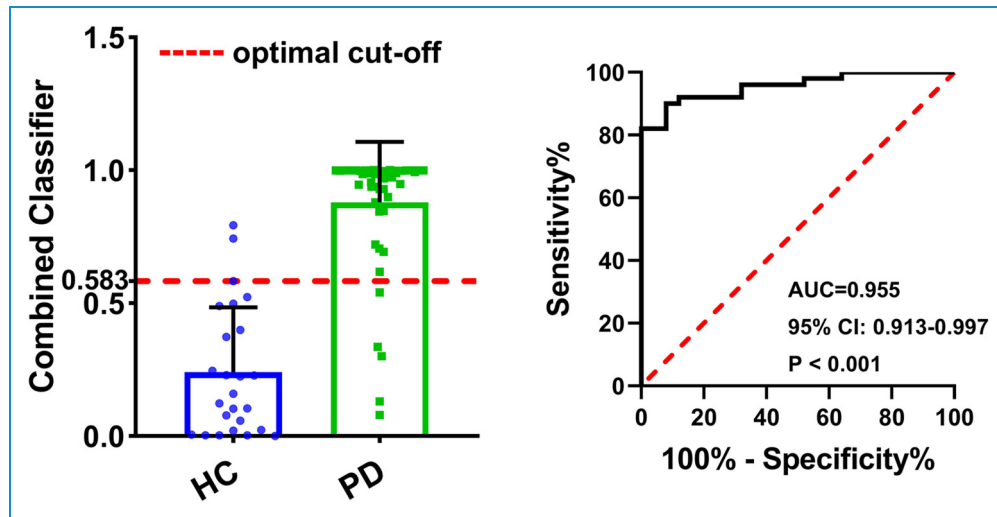 1.5
optimal cut-off
Combined Classifier
1.0
0.583
0.5
0.0
HC
PD
100
80
60
40
20
0
Sensitivity%
AUC=0.955
95% CI: 0.913-0.997
P < 0.001
0 20 40 60 80 100
100% - Specificity%